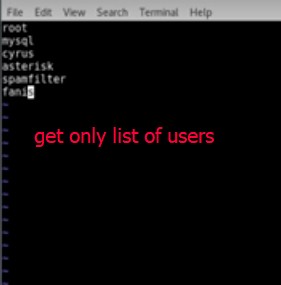 File Edit View Search Terminal Help
root
mysql
cyrus
asterisk
spamfilter
fanis
~
~
~
get only list of users
~
~
~
~
~
~
~
~
~
~
~